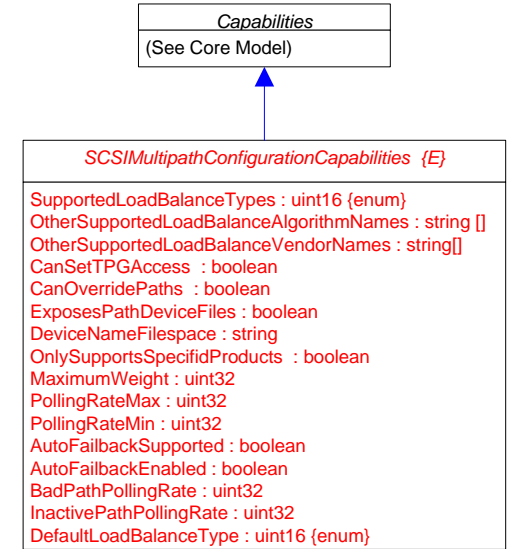 Capabilities
(See Core Model)
SCSIMultipathConfigurationCapabilities {E}
SupportedLoadBalanceTypes : uint16 {enum}
OtherSupportedLoadBalanceAlgorithmNames : string []
OtherSupportedLoadBalanceVendorNames : string[]
CanSetTPGAccess : boolean
CanOverridePaths : boolean
ExposesPathDeviceFiles : boolean
DeviceNameFilespace : string
OnlySupportsSpecifidProducts : boolean
MaximumWeight : uint32
PollingRateMax : uint32
PollingRateMin : uint32
AutoFailbackSupported : boolean
AutoFailbackEnabled : boolean
BadPathPollingRate : uint32
InactivePathPollingRate : uint32
DefaultLoadBalanceType : uint16 {enum}